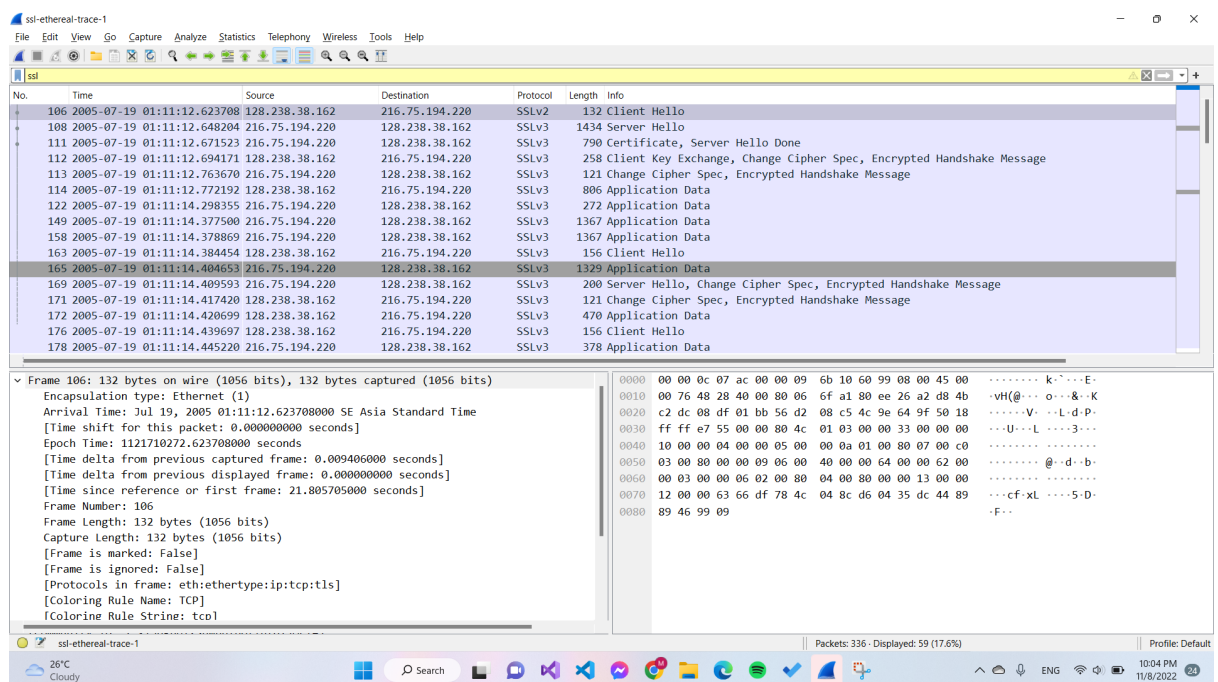 ssl-ethereal-trace-1
File Edit View Go Capture Analyze Statistics Telephony Wireless Tools Help
ssl
No. Time Source Destination Protocol Length Info
106 2005-07-19 01:11:12.623708 128.238.38.162 216.75.194.220 SSLv2 132 Client Hello
108 2005-07-19 01:11:12.648204 216.75.194.220 128.238.38.162 SSLv3 1434 Server Hello
111 2005-07-19 01:11:12.671523 216.75.194.220 128.238.38.162 SSLv3 790 Certificate, Server Hello Done
112 2005-07-19 01:11:12.694171 128.238.38.162 216.75.194.220 SSLv3 258 Client Key Exchange, Change Cipher Spec, Encrypted Handshake Message
113 2005-07-19 01:11:12.763670 216.75.194.220 128.238.38.162 SSLv3 121 Change Cipher Spec, Encrypted Handshake Message
114 2005-07-19 01:11:12.772192 128.238.38.162 216.75.194.220 SSLv3 806 Application Data
122 2005-07-19 01:11:14.298355 216.75.194.220 128.238.38.162 SSLv3 272 Application Data
149 2005-07-19 01:11:14.377500 216.75.194.220 128.238.38.162 SSLv3 1367 Application Data
158 2005-07-19 01:11:14.378869 216.75.194.220 128.238.38.162 SSLv3 1367 Application Data
163 2005-07-19 01:11:14.384454 128.238.38.162 216.75.194.220 SSLv3 156 Client Hello
165 2005-07-19 01:11:14.404653 216.75.194.220 128.238.38.162 SSLv3 1329 Application Data
169 2005-07-19 01:11:14.409593 216.75.194.220 128.238.38.162 SSLv3 200 Server Hello, Change Cipher Spec, Encrypted Handshake Message
171 2005-07-19 01:11:14.417420 128.238.38.162 216.75.194.220 SSLv3 121 Change Cipher Spec, Encrypted Handshake Message
172 2005-07-19 01:11:14.420699 128.238.38.162 216.75.194.220 SSLv3 470 Application Data
176 2005-07-19 01:11:14.439697 128.238.38.162 216.75.194.220 SSLv3 156 Client Hello
178 2005-07-19 01:11:14.445220 216.75.194.220 128.238.38.162 SSLv3 378 Application Data
Frame 106: 132 bytes on wire (1056 bits), 132 bytes captured (1056 bits)
Encapsulation type: Ethernet (1)
Arrival Time: Jul 19, 2005 01:11:12.623708000 SE Asia Standard Time
[Time shift for this packet: 0.000000000 seconds]
Epoch Time: 1121710272.623708000 seconds
[Time delta from previous captured frame: 0.009406000 seconds]
[Time delta from previous displayed frame: 0.000000000 seconds]
[Time since reference or first frame: 21.805705000 seconds]
Frame Number: 106
Frame Length: 132 bytes (1056 bits)
Capture Length: 132 bytes (1056 bits)
[Frame is marked: False]
[Frame is ignored: False]
[Protocols in frame: eth:ethertype:ip:tcp:tls]
[Coloring Rule Name: TCP]
[Coloring Rule String: tcp]
0000 00 00 0c 07 ac 00 00 09 6b 10 60 99 08 00 45 00 ········ k·`···E·
0010 00 76 48 28 40 00 80 06 6f a1 80 ee 26 a2 d8 4b ·vH(@··· o···&··K
0020 c2 dc 08 df 01 bb 56 d2 08 c5 4c 9e 64 9f 50 18 ······V· ··L·d·P·
0030 ff ff e7 55 00 00 80 4c 01 03 00 00 33 00 00 00 ···U···L ····3···
0040 10 00 00 04 00 00 05 00 00 0a 01 00 80 07 00 c0 ········ ········
0050 03 00 80 00 00 09 06 00 40 00 00 64 00 00 62 00 ········ @··d··b·
0060 00 03 00 00 06 02 00 80 04 00 80 00 00 13 00 00 ········ ········
0070 12 00 00 63 66 df 78 4c 04 8c d6 04 35 dc 44 89 ···cf·xL ····5·D·
0080 89 46 99 09 ·F··
ssl-ethereal-trace-1 Packets: 336 · Displayed: 59 (17.6%) Profile: Default
26°C
Cloudy
Search
ENG
10:04 PM
11/8/2022
24